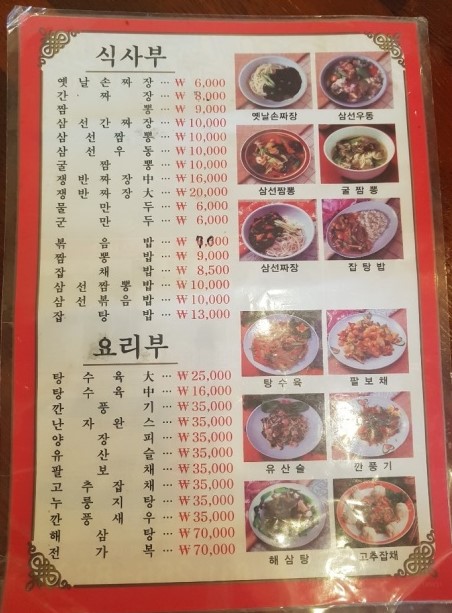 식사부
옛 날 손 짜 장 ··· ₩ 6,000
간 짜 장 ··· ₩ 8,000
짬 뽕 ··· ₩ 9,000
삼 선 간 짜 장 ··· ₩10,000
삼 선 짬 뽕 ··· ₩10,000
삼 선 우 동 ··· ₩10,000
굴 짬 뽕 ··· ₩10,000
쟁 반 짜 장 中 ··· ₩16,000
쟁 반 짜 장 大 ··· ₩20,000
물 만 두 ··· ₩ 6,000
군 만 두 ··· ₩ 6,000
볶 음 밥 ··· ₩
짬 뽕 밥 ··· ₩ 9,000
잡 채 밥 ··· ₩ 8,500
삼 선 짬 뽕 밥 ··· ₩10,000
삼 선 볶 음 밥 ··· ₩10,000
잡 탕 밥 ··· ₩13,000
요리부
탕 수 육 大 ··· ₩25,000
탕 수 육 中 ··· ₩16,000
깐 풍 기 ··· ₩35,000
난 자 완 스 ··· ₩35,000
양 장 피 ··· ₩35,000
유 산 슬 ··· ₩35,000
팔 보 채 ··· ₩35,000
고 추 잡 채 ··· ₩35,000
누 룽 지 탕 ··· ₩35,000
깐 풍 새 우 ··· ₩35,000
해 삼 탕 ··· ₩70,000
전 가 복 ··· ₩70,000
옛날손짜장
삼선우동
삼선짬뽕
굴 짬 뽕
삼선짜장
잡 탕 밥
탕 수 육
팔 보 채
유 산 슬
깐 풍 기
해 삼 탕
고추잡채